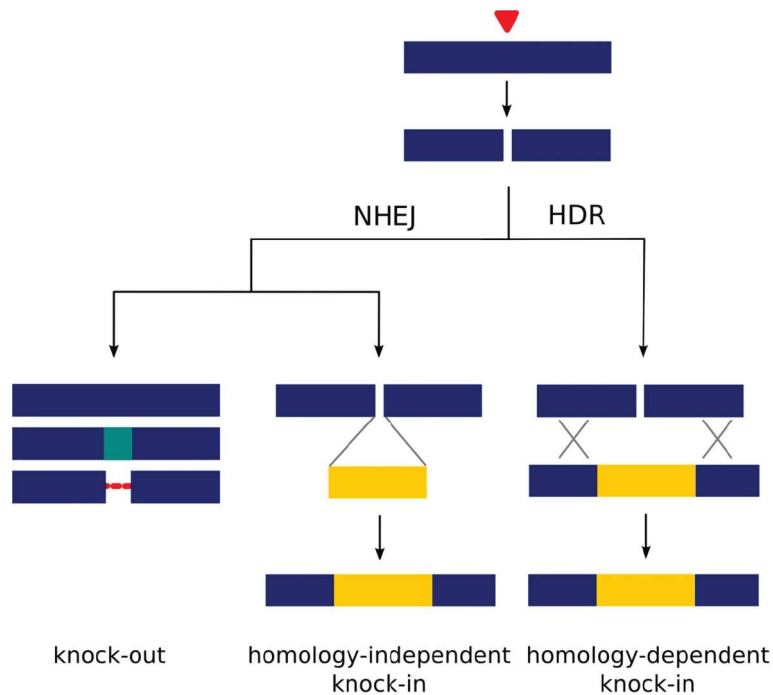 NHEJ
HDR
knock-out
homology-independent
knock-in
homology-dependent
knock-in